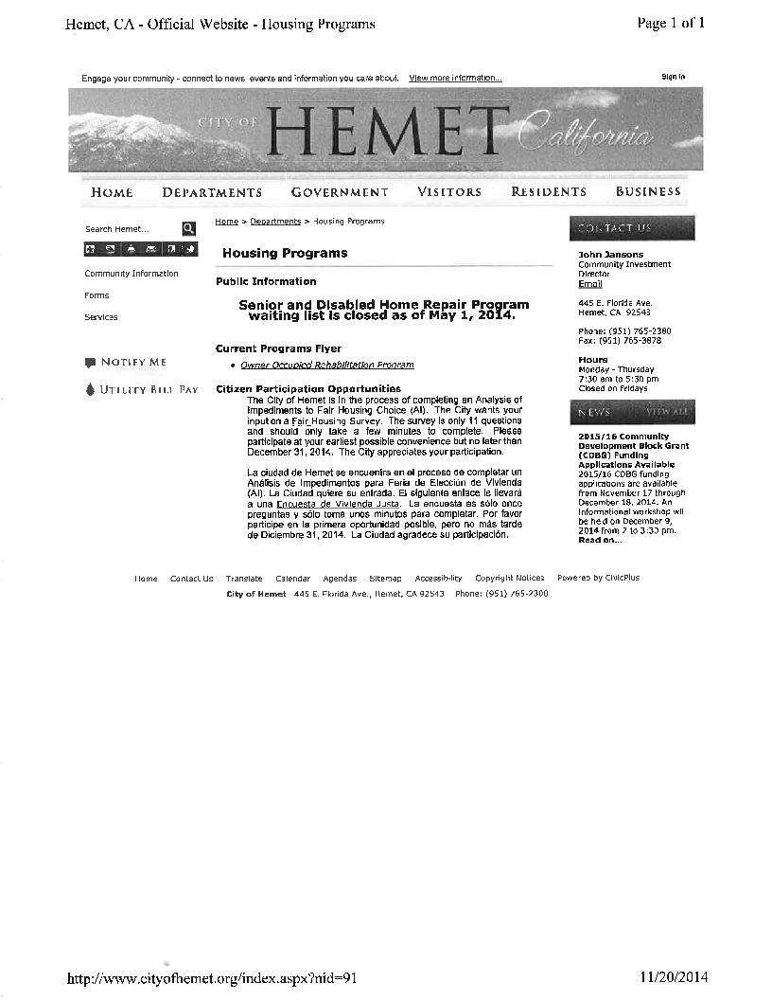 Hemet, CA - Official Website - Housing Programs
Page 1 of 1
Engage your community - connect to news, events and information you care about. View more information...
Sign In
CITY OF HEMET California
HOME DEPARTMENTS GOVERNMENT VISITORS RESIDENTS BUSINESS
Search Hemet...
Community Information
Forms
Services
NOTIFY ME
UTILITY BILL PAY
Home > Departments > Housing Programs
Housing Programs
Public Information
Senior and Disabled Home Repair Program
waiting list is closed as of May 1, 2014.
Current Programs Flyer
• Owner Occupied Rehabilitation Program
Citizen Participation Opportunities
The City of Hemet is in the process of completing an Analysis of
Impediments to Fair Housing Choice (AI). The City wants your
input on a Fair Housing Survey. The survey is only 11 questions
and should only take a few minutes to complete. Please
participate at your earliest possible convenience but no later than
December 31, 2014. The City appreciates your participation.
La ciudad de Hemet se encuentra en el proceso de completar un
Análisis de Impedimentos para Feria de Elección de Vivienda
(AI). La Ciudad quiere su entrada. El siguiente enlace le llevará
a una Encuesta de Vivienda Justa. La encuesta es sólo once
preguntas y sólo toma unos minutos para completar. Por favor
participe en la primera oportunidad posible, pero no más tarde
de Diciembre 31, 2014. La Ciudad agradece su participación.
CONTACT US
John Jansons
Community Investment
Director
Email
445 E. Florida Ave.
Hemet, CA 92543
Phone: (951) 765-2380
Fax: (951) 765-3878
Hours
Monday - Thursday
7:30 am to 5:30 pm
Closed on Fridays
NEWS VIEW ALL
2015/16 Community
Development Block Grant
(CDBG) Funding
Applications Available
2015/16 CDBG funding
applications are available
from November 17 through
December 18, 2014. An
Informational workshop will
be held on December 9,
2014 from 2 to 3:30 pm.
Read on...
Home Contact Us Translate Calendar Agendas Sitemap Accessibility Copyright Notices Powered by CivicPlus
City of Hemet 445 E. Florida Ave., Hemet, CA 92543 Phone: (951) 765-2300
http://www.cityofhemet.org/index.aspx?nid=91
11/20/2014